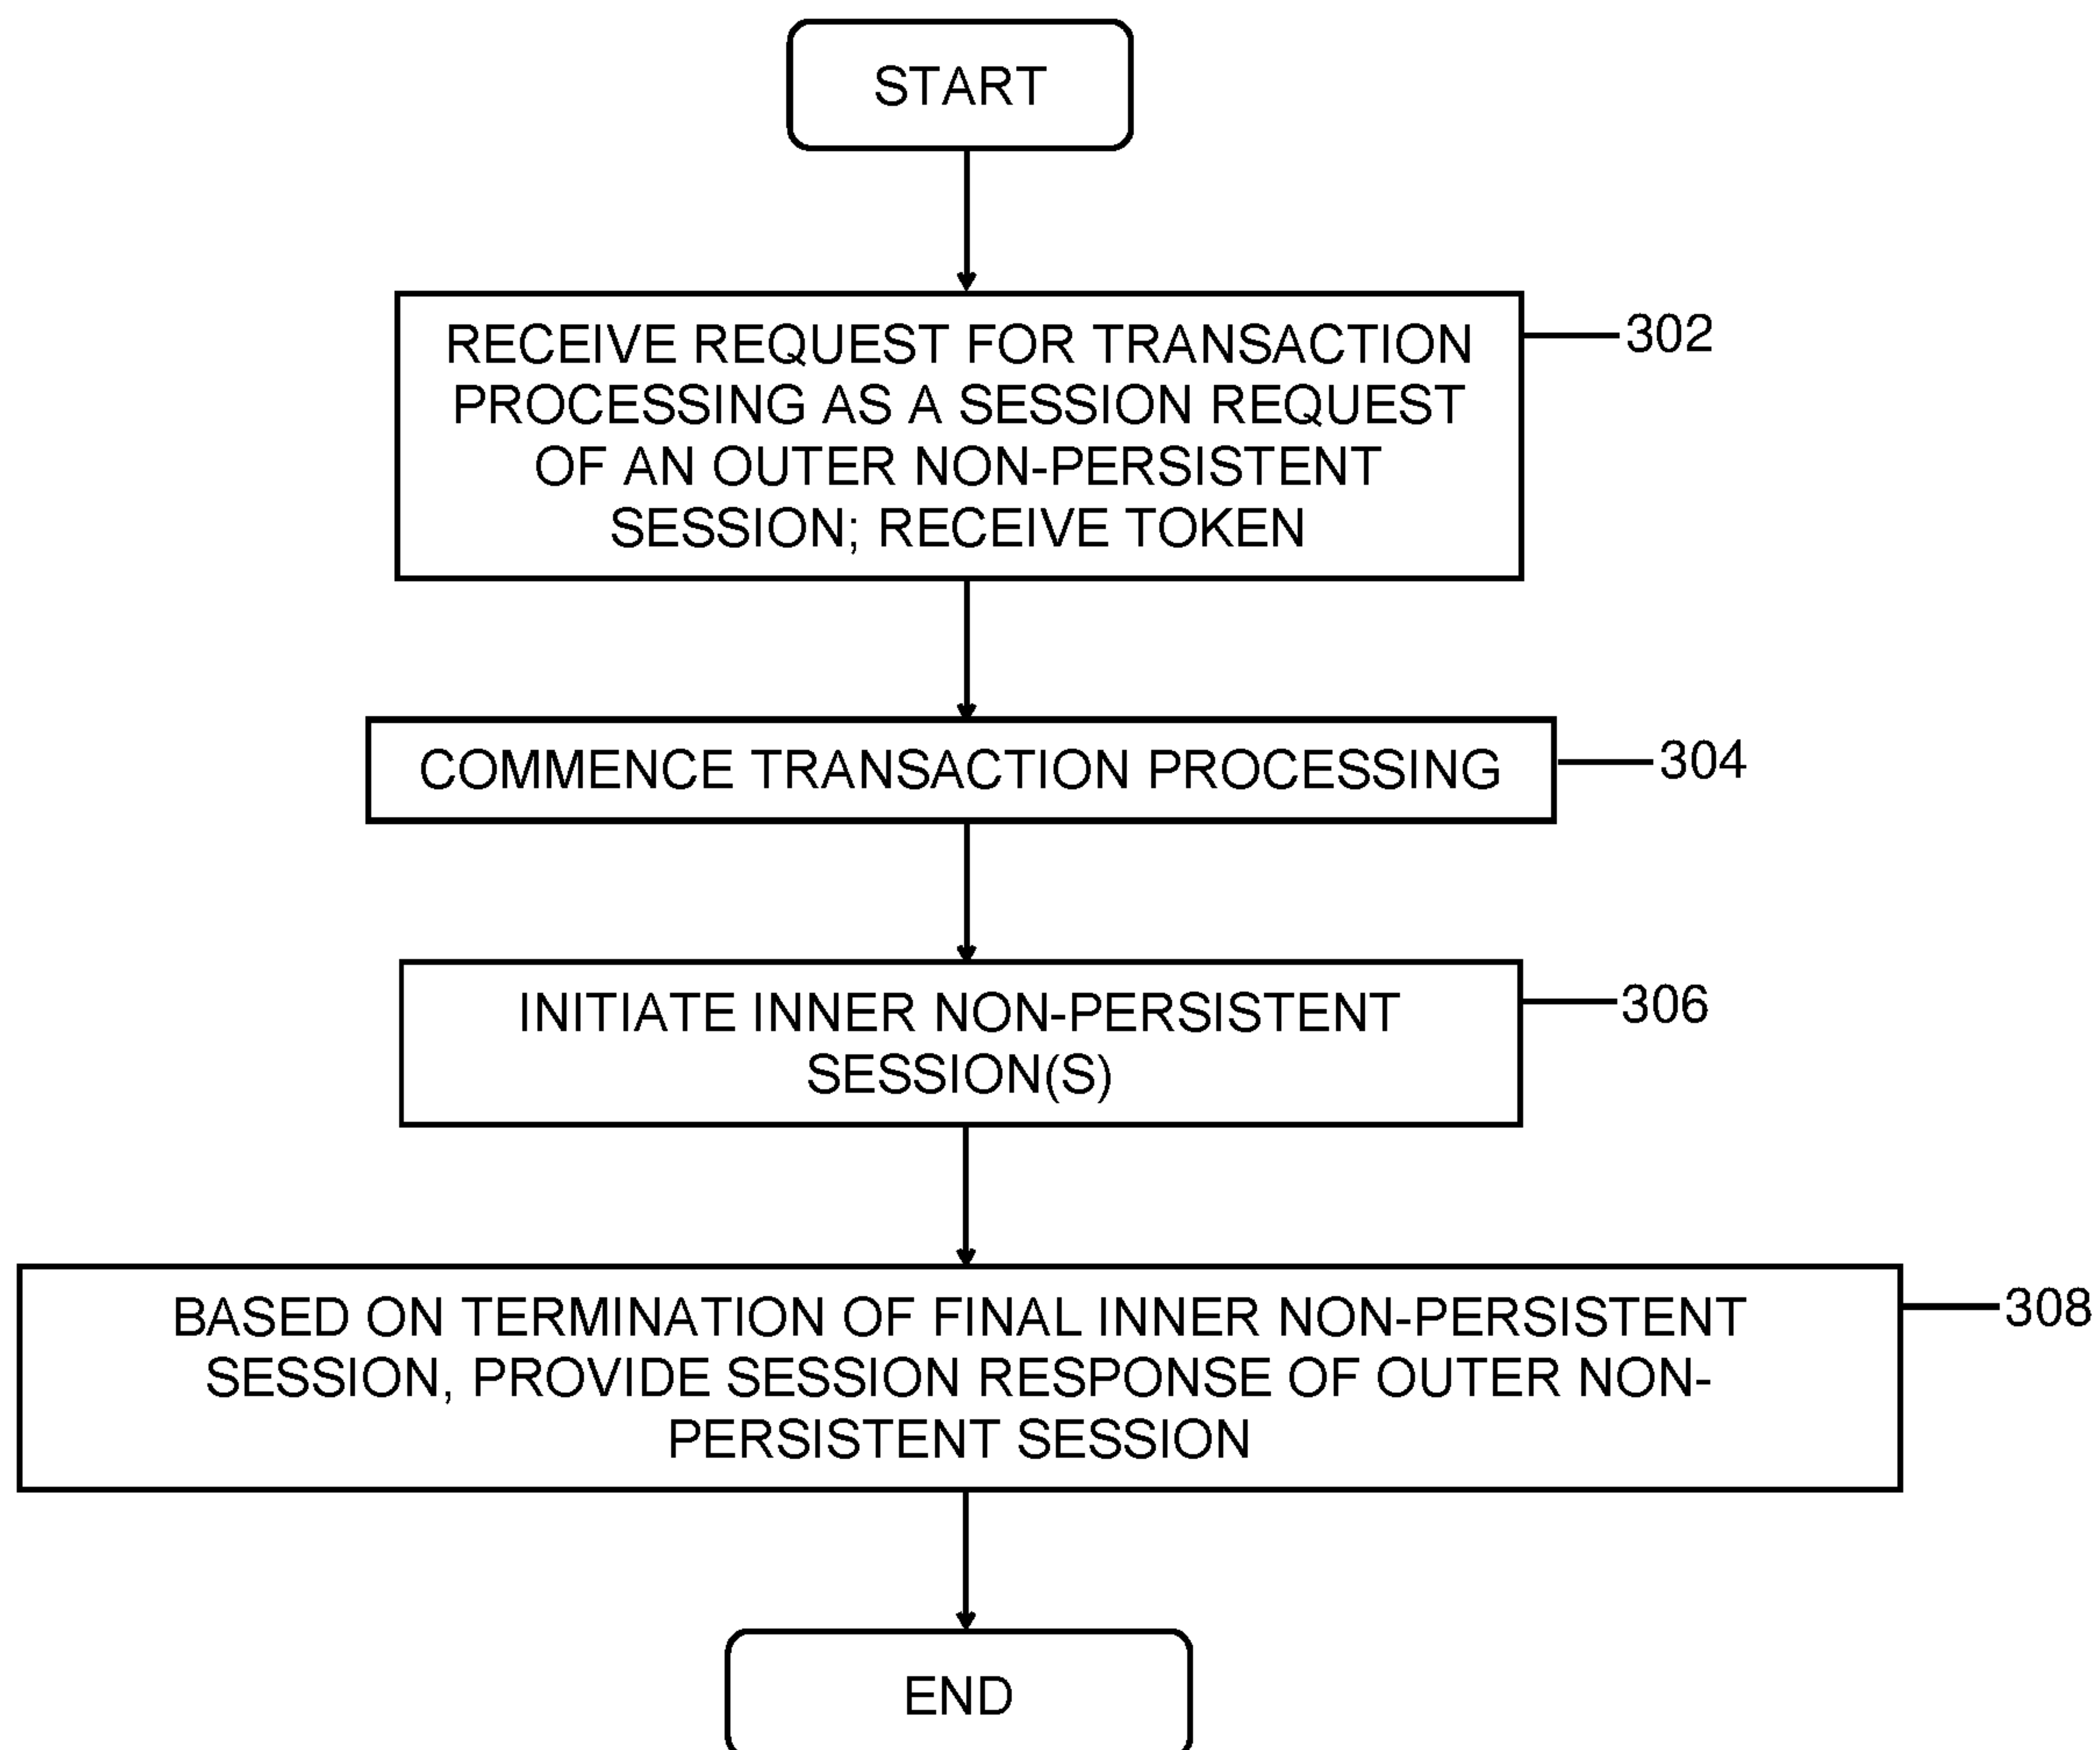 START
RECEIVE REQUEST FOR TRANSACTION
PROCESSING AS A SESSION REQUEST
OF AN OUTER NON-PERSISTENT
SESSION; RECEIVE TOKEN
302
COMMENCE TRANSACTION PROCESSING
304
INITIATE INNER NON-PERSISTENT
SESSION(S)
306
BASED ON TERMINATION OF FINAL INNER NON-PERSISTENT
SESSION, PROVIDE SESSION RESPONSE OF OUTER NON-
PERSISTENT SESSION
308
END